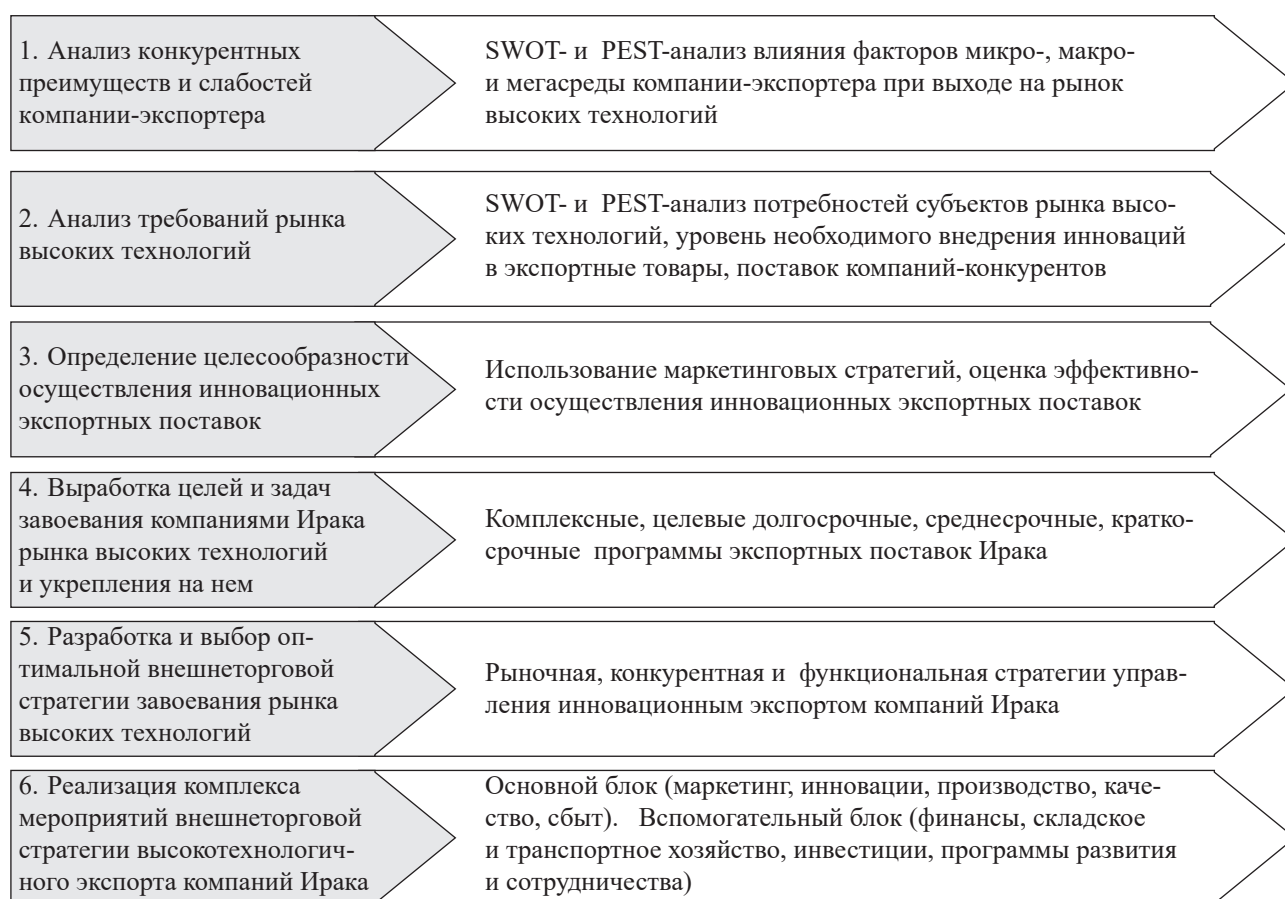 1. Анализ конкурентных
преимуществ и слабостей
компании-экспортера
SWOT- и PEST-анализ влияния факторов микро-, макро-
и мегасреды компании-экспортера при выходе на рынок
высоких технологий
2. Анализ требований рынка
высоких технологий
SWOT- и PEST-анализ потребностей субъектов рынка высо-
ких технологий, уровень необходимого внедрения инноваций
в экспортные товары, поставок компаний-конкурентов
3. Определение целесообразности
осуществления инновационных
экспортных поставок
Использование маркетинговых стратегий, оценка эффективно-
сти осуществления инновационных экспортных поставок
4. Выработка целей и задач
завоевания компаниями Ирака
рынка высоких технологий
и укрепления на нем
Комплексные, целевые долгосрочные, среднесрочные, кратко-
срочные программы экспортных поставок Ирака
5. Разработка и выбор оп-
тимальной внешнеторговой
стратегии завоевания рынка
высоких технологий
Рыночная, конкурентная и функциональная стратегии управ-
ления инновационным экспортом компаний Ирака
6. Реализация комплекса
мероприятий внешнеторговой
стратегии высокотехнологич-
ного экспорта компаний Ирака
Основной блок (маркетинг, инновации, производство, каче-
ство, сбыт). Вспомогательный блок (финансы, складское
и транспортное хозяйство, инвестиции, программы развития
и сотрудничества)